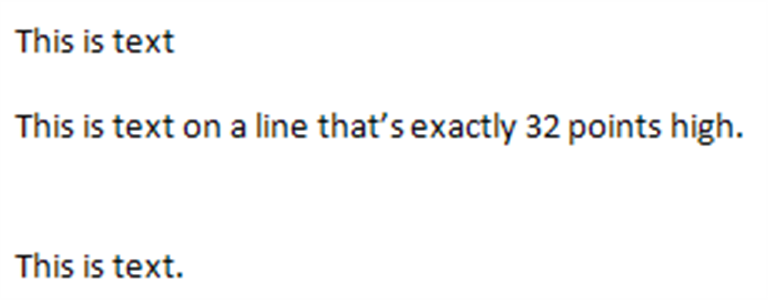 This is text
This is text on a line that’s exactly 32 points high.
This is text.